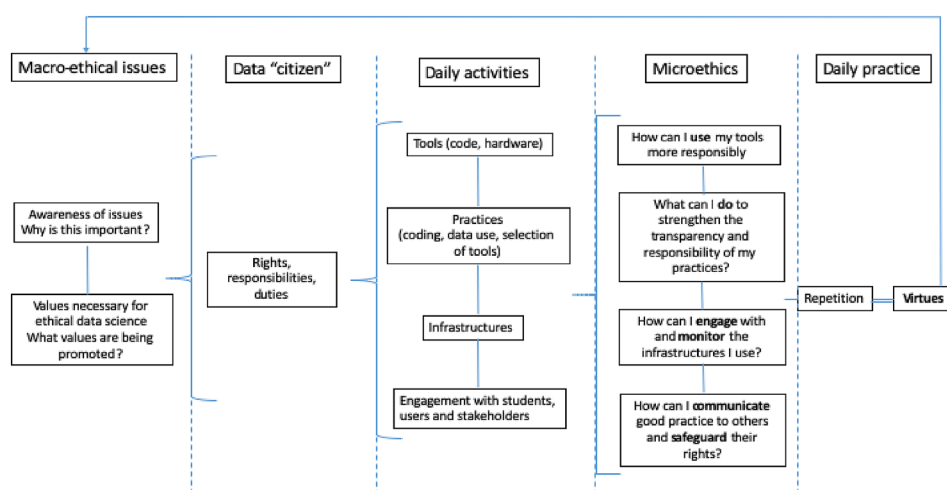 Macro-ethical issues
Data “citizen”
Daily activities
Microethics
Daily practice
Awareness of issues
Why is this important?
Values necessary for
ethical data science
What values are being
promoted?
Rights,
responsibilities,
duties
Tools (code, hardware)
Practices
(coding, data use, selection
of tools)
Infrastructures
Engagement with students,
users and stakeholders
How can I use my tools
more responsibly
What can I do to
strengthen the
transparency and
responsibility of my
practices?
How can I engage with
and monitor the
infrastructures I use?
How can I communicate
good practice to others
and safeguard their
rights?
Repetition
Virtues